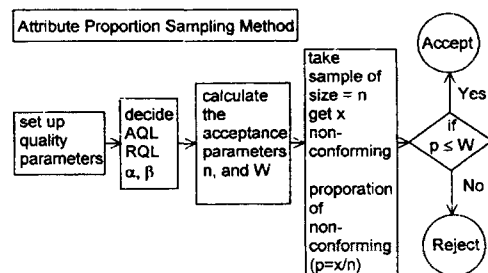 Attribute Proportion Sampling Method
set up
quality
parameters
decide
AQL
RQL
α, β
calculate
the
acceptance
parameters
n, and W
take
sample of
size = n
get x
non-
conforming
proporation
of
non-
conforming
(p=x/n)
if
p ≤ W
Yes
Accept
No
Reject